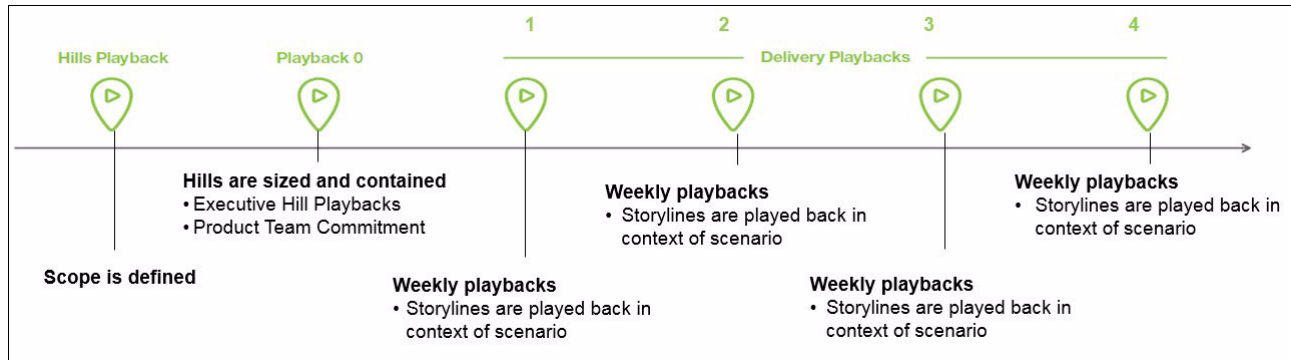 1
2
3
4
Hills Playback
Playback 0
Delivery Playbacks
Hills are sized and contained
• Executive Hill Playbacks
• Product Team Commitment
Weekly playbacks
• Storylines are played back in
context of scenario
Weekly playbacks
• Storylines are played back in
context of scenario
Scope is defined
Weekly playbacks
• Storylines are played back in
context of scenario
Weekly playbacks
• Storylines are played back in
context of scenario